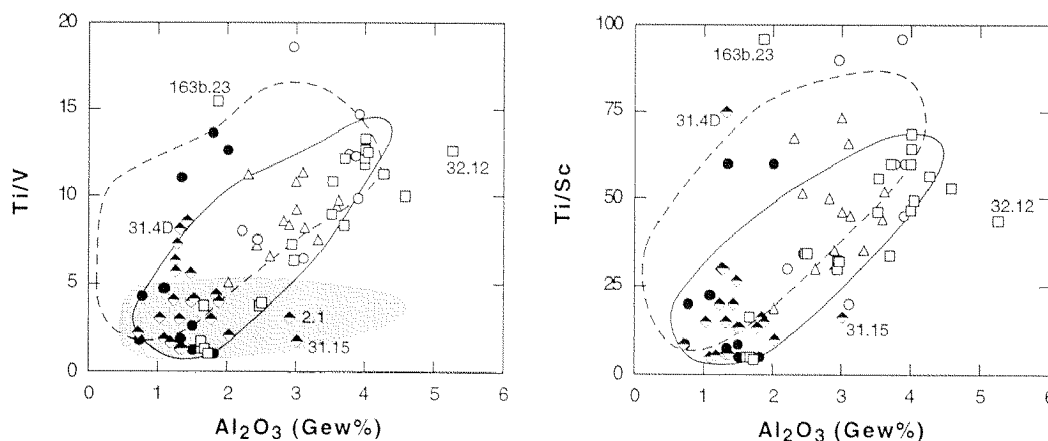 20
15
10
5
0
Ti/V
163b.23
31.4D
32.12
2.1
31.15
0 1 2 3 4 5 6
Al₂O₃ (Gew%)
100
75
50
25
0
Ti/Sc
163b.23
31.4D
32.12
31.15
0 1 2 3 4 5 6
Al₂O₃ (Gew%)